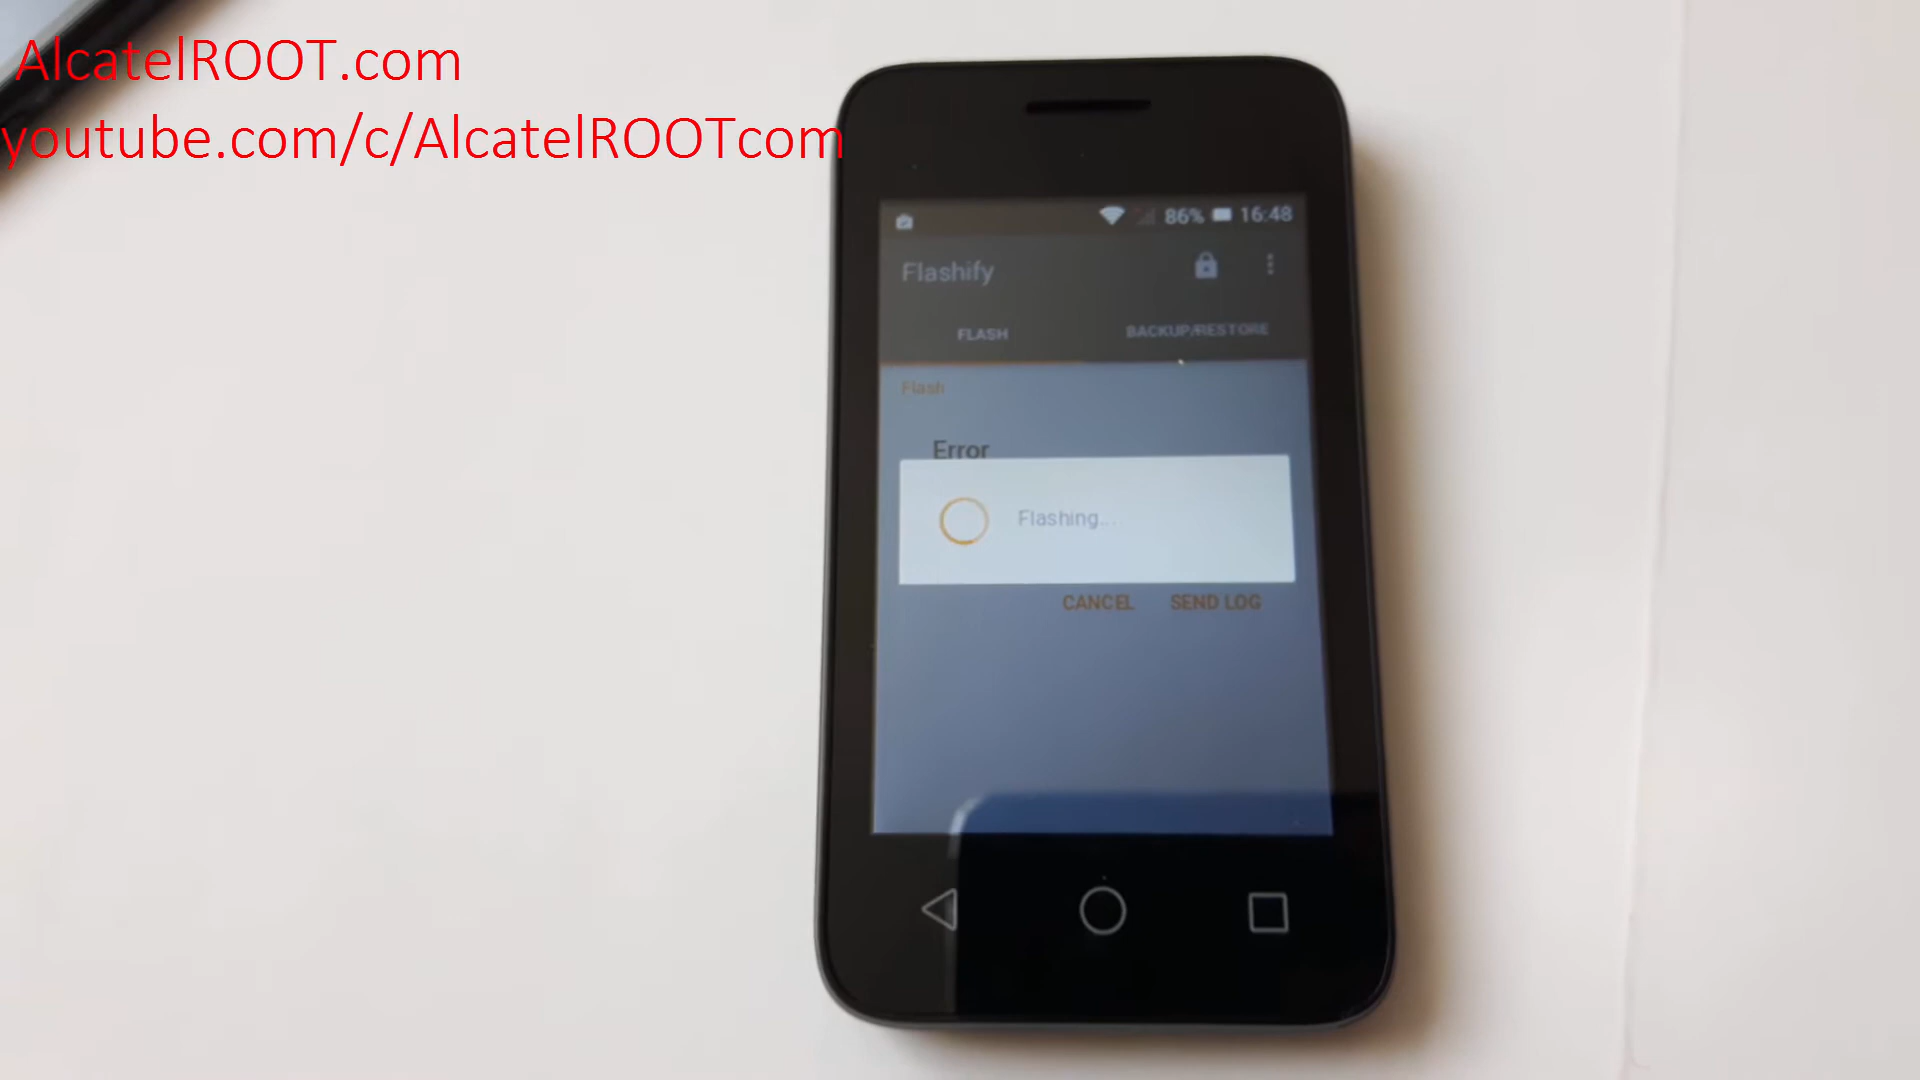 AlcatelROOT.com
youtube.com/c/AlcatelROOTcom
86% 16:48
Flashify
FLASH BACKUP/RESTORE
Flash
Error
Flashing...
CANCEL SEND LOG